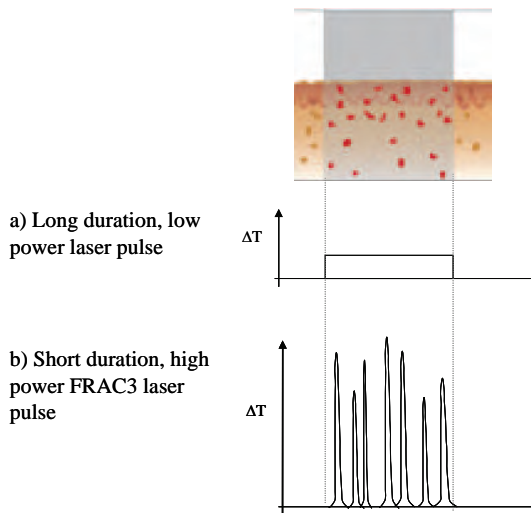 a) Long duration, low
power laser pulse
ΔT
b) Short duration, high
power FRAC3 laser
pulse
ΔT